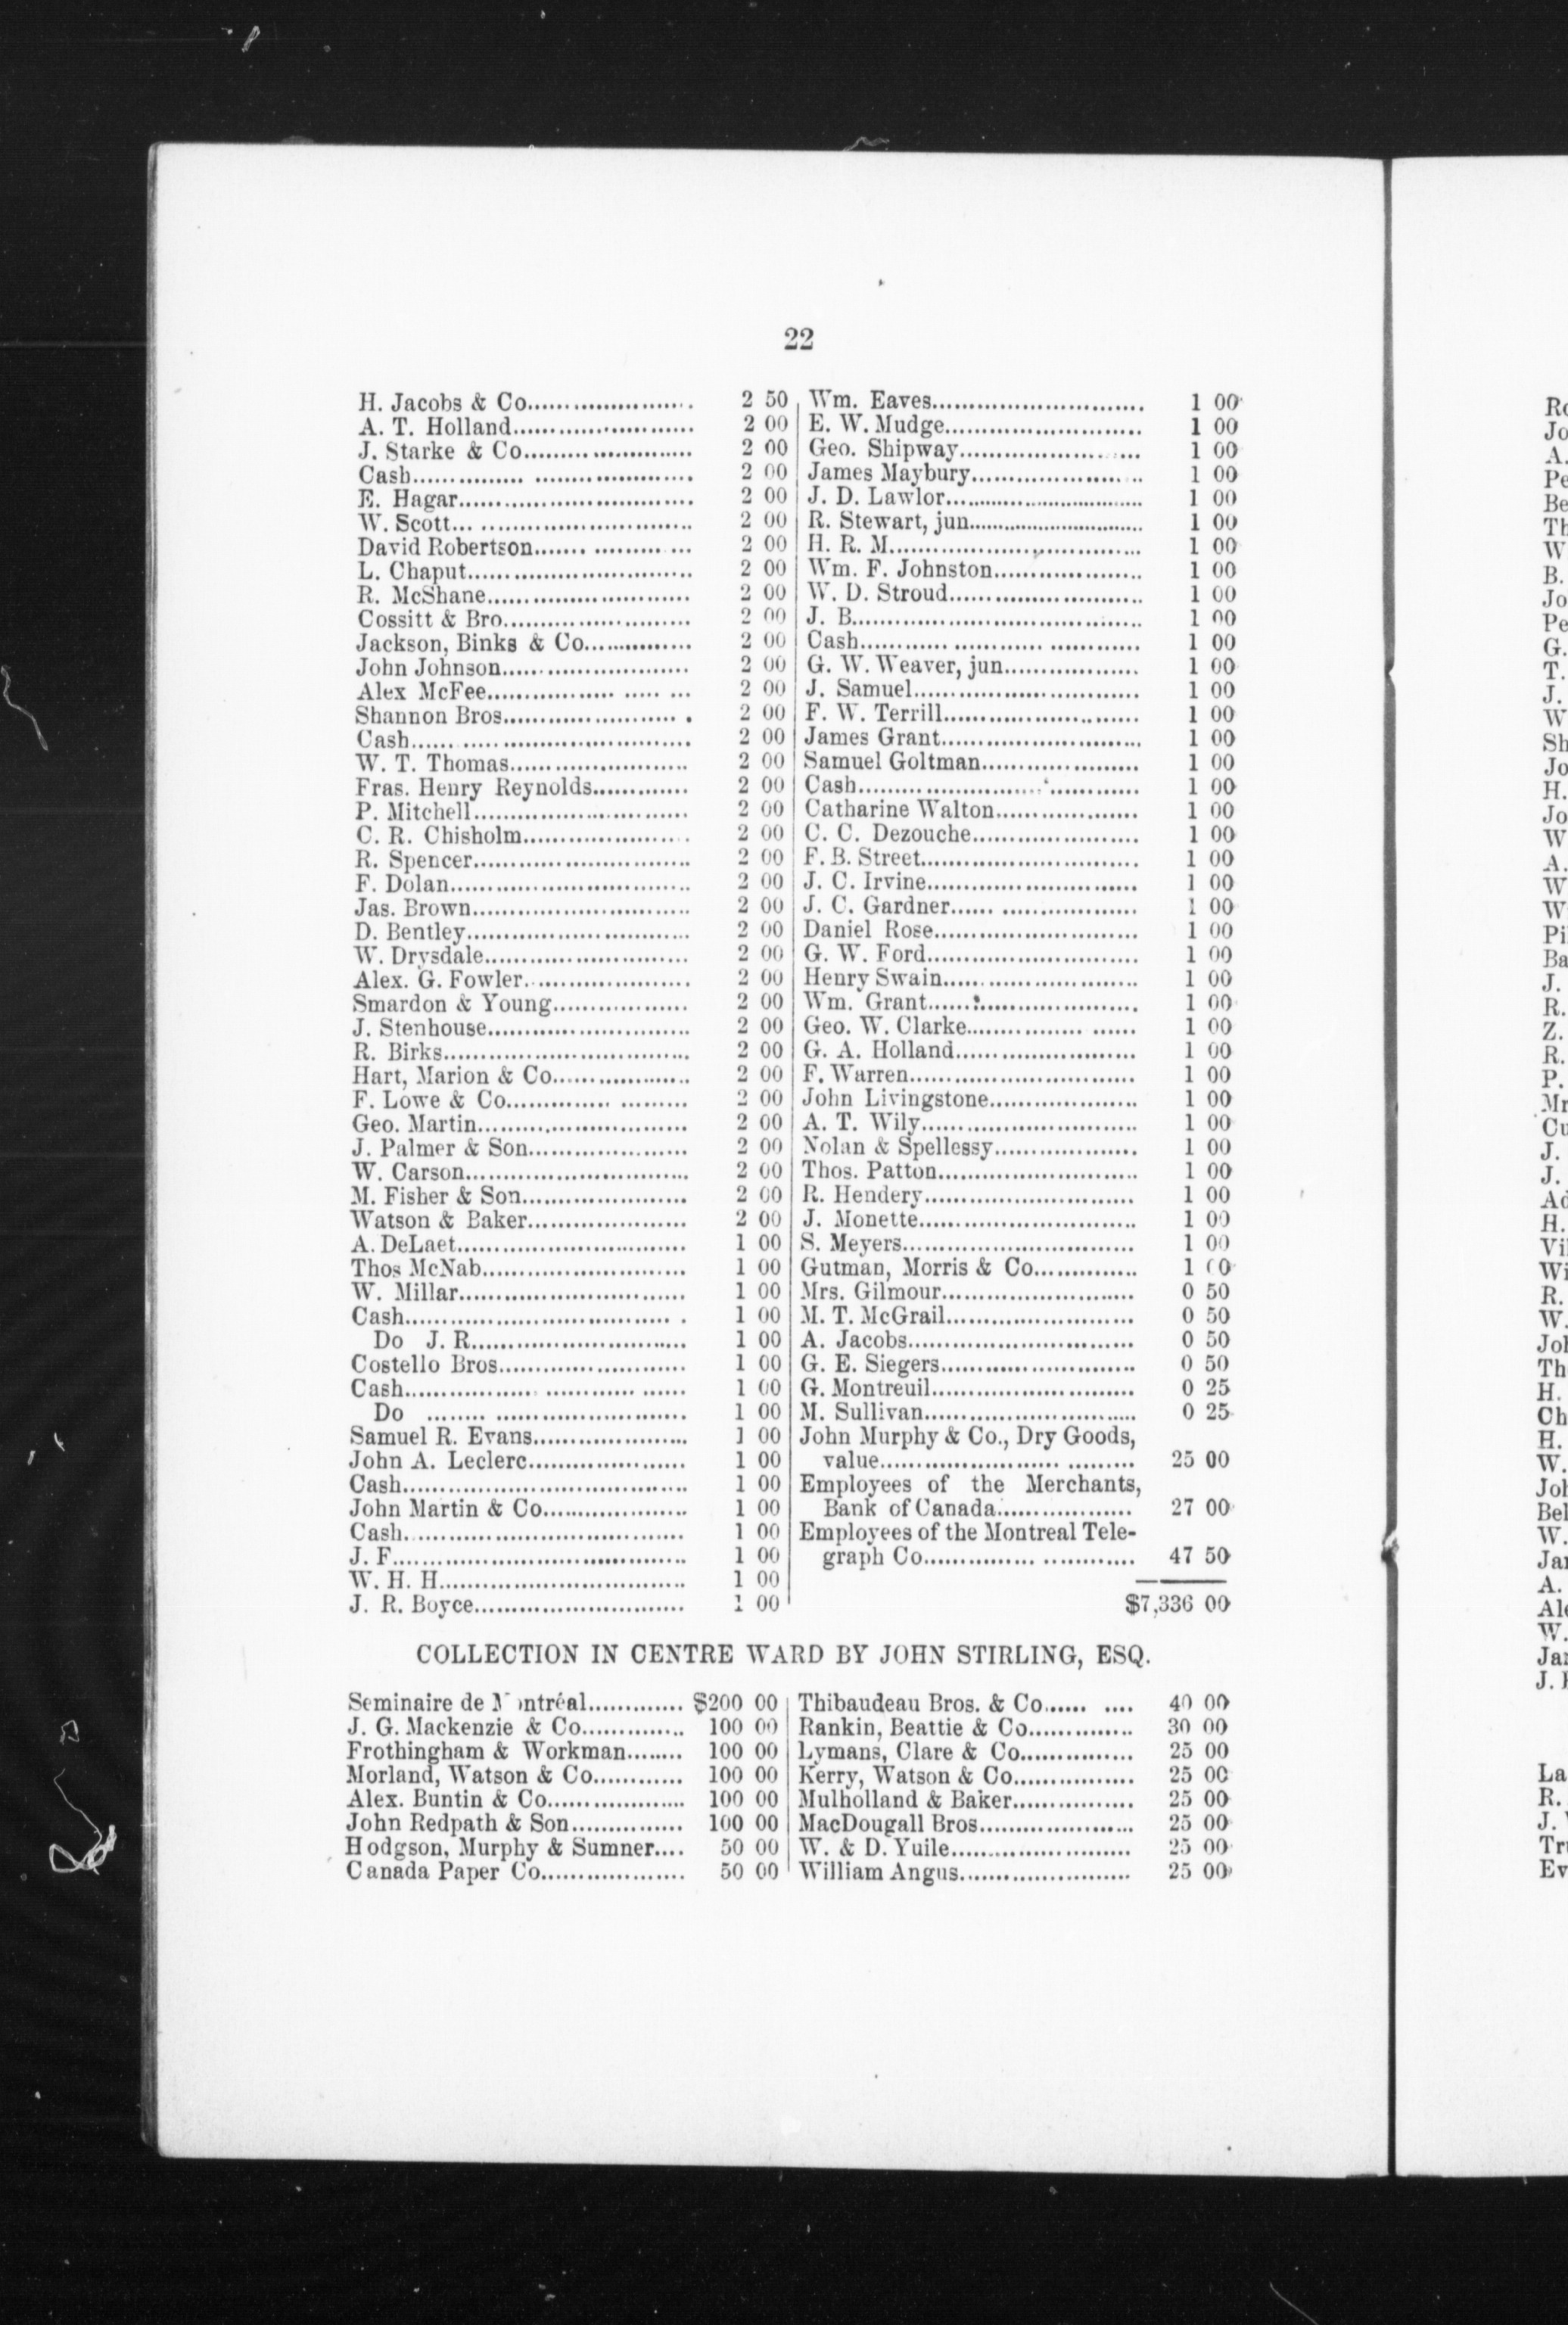 22
H. Jacobs & Co........................ 2 50
A. T. Holland........................ 2 00
J. Starke & Co........................ 2 00
Cash........................ 2 00
E. Hagar........................ 2 00
W. Scott........................ 2 00
David Robertson........................ 2 00
L. Chaput........................ 2 00
R. McShane........................ 2 00
Cossitt & Bro........................ 2 00
Jackson, Binks & Co............... 2 00
John Johnson........................ 2 00
Alex McFee........................ 2 00
Shannon Bros........................ 2 00
Cash........................ 2 00
W. T. Thomas........................ 2 00
Fras. Henry Reynolds............. 2 00
P. Mitchell........................ 2 00
C. R. Chisholm........................ 2 00
R. Spencer........................ 2 00
F. Dolan........................ 2 00
Jas. Brown........................ 2 00
D. Bentley........................ 2 00
W. Drysdale........................ 2 00
Alex. G. Fowler........................ 2 00
Smardon & Young.................. 2 00
J. Stenhouse........................ 2 00
R. Birks........................ 2 00
Hart, Marion & Co.................. 2 00
F. Lowe & Co........................ 2 00
Geo. Martin........................ 2 00
J. Palmer & Son..................... 2 00
W. Carson........................ 2 00
M. Fisher & Son...................... 2 00
Watson & Baker..................... 2 00
A. DeLaet........................ 1 00
Thos McNab........................ 1 00
W. Millar........................ 1 00
Cash........................ 1 00
Do J. R........................ 1 00
Costello Bros........................ 1 00
Cash........................ 1 00
Do ........................ 1 00
Samuel R. Evans..................... 1 00
John A. Leclerc..................... 1 00
Cash........................ 1 00
John Martin & Co................... 1 00
Cash........................ 1 00
J. F........................ 1 00
W. H. H........................ 1 00
J. R. Boyce........................ 1 00
Wm. Eaves........................ 1 00
E. W. Mudge........................ 1 00
Geo. Shipway........................ 1 00
James Maybury........................ 1 00
J. D. Lawlor........................ 1 00
R. Stewart, jun........................ 1 00
H. R. M........................ 1 00
Wm. F. Johnston.................... 1 00
W. D. Stroud........................ 1 00
J. B........................ 1 00
Cash........................ 1 00
G. W. Weaver, jun.................. 1 00
J. Samuel........................ 1 00
F. W. Terrill........................ 1 00
James Grant........................ 1 00
Samuel Goltman..................... 1 00
Cash........................ 1 00
Catharine Walton................... 1 00
C. C. Dezouche...................... 1 00
F. B. Street........................ 1 00
J. C. Irvine........................ 1 00
J. C. Gardner........................ 1 00
Daniel Rose........................ 1 00
G. W. Ford........................ 1 00
Henry Swain........................ 1 00
Wm. Grant........................ 1 00
Geo. W. Clarke...................... 1 00
G. A. Holland........................ 1 00
F. Warren........................ 1 00
John Livingstone.................... 1 00
A. T. Wily........................ 1 00
Nolan & Spellessy................... 1 00
Thos. Patton........................ 1 00
R. Hendery........................ 1 00
J. Monette........................ 1 00
S. Meyers........................ 1 00
Gutman, Morris & Co.............. 1 00
Mrs. Gilmour........................ 0 50
M. T. McGrail........................ 0 50
A. Jacobs........................ 0 50
G. E. Siegers........................ 0 50
G. Montreuil........................ 0 25
M. Sullivan........................ 0 25
John Murphy & Co., Dry Goods,
value........................ 25 00
Employees of the Merchants,
Bank of Canada.................. 27 00
Employees of the Montreal Tele-
graph Co........................ 47 50
$7,336 00
COLLECTION IN CENTRE WARD BY JOHN STIRLING, ESQ.
Seminaire de Montréal............. $200 00
J. G. Mackenzie & Co.............. 100 00
Frothingham & Workman........ 100 00
Morland, Watson & Co............ 100 00
Alex. Buntin & Co................... 100 00
John Redpath & Son............... 100 00
Hodgson, Murphy & Sumner.... 50 00
Canada Paper Co................... 50 00
Thibaudeau Bros. & Co...... .... 40 00
Rankin, Beattie & Co.............. 30 00
Lymans, Clare & Co............... 25 00
Kerry, Watson & Co................ 25 00
Mulholland & Baker................ 25 00
MacDougall Bros..................... 25 00
W. & D. Yuile........................ 25 00
William Angus........................ 25 00